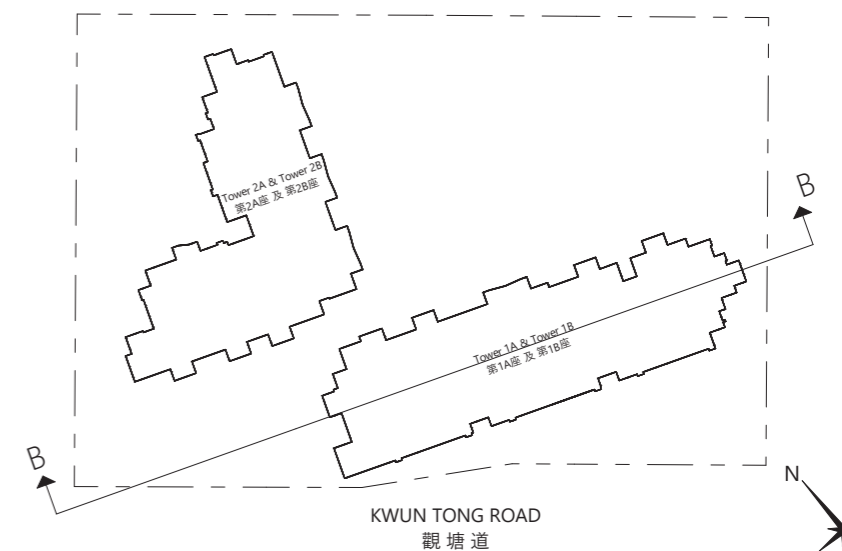 Tower 2A & Tower 2B
第2A座 及 第2B座
B
Tower 1A & Tower 1B
第1A座 及 第1B座
B
N
KWUN TONG ROAD
觀塘道